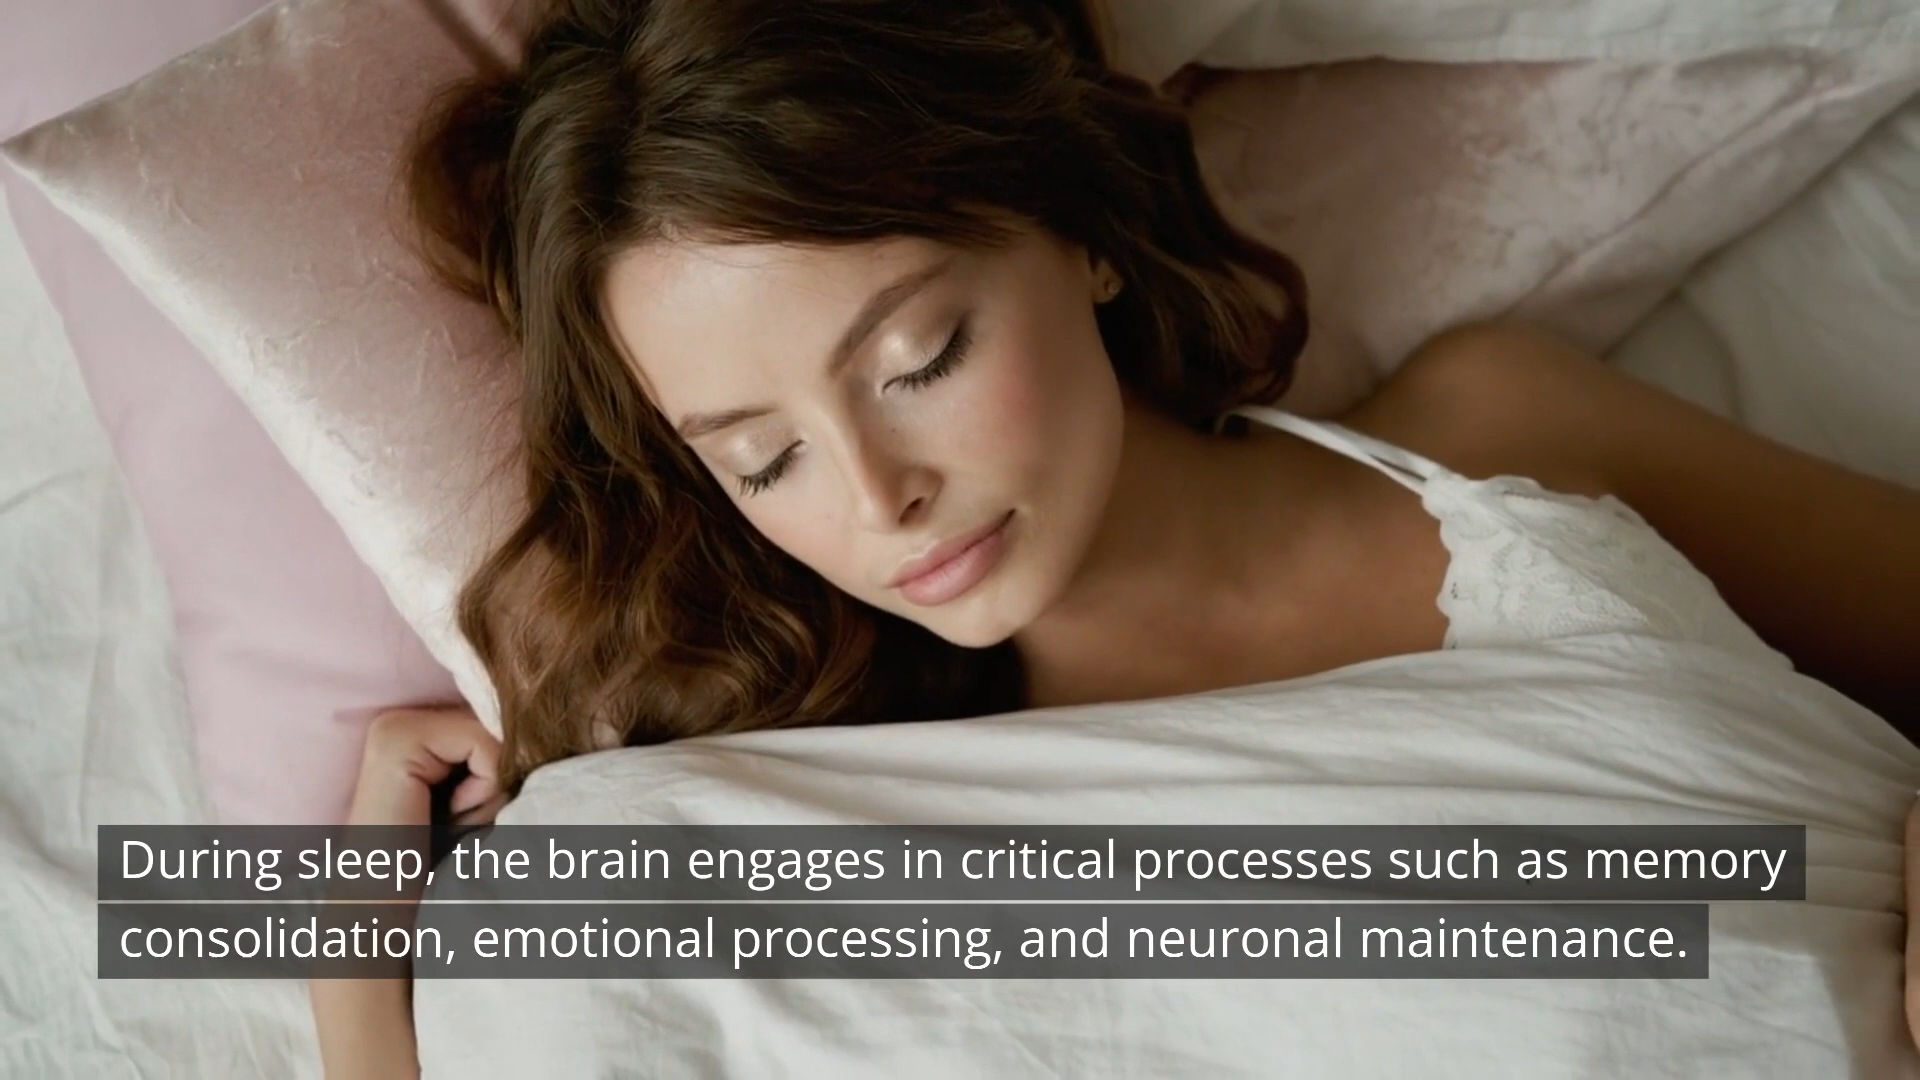 During sleep, the brain engages in critical processes such as memory
consolidation, emotional processing, and neuronal maintenance.